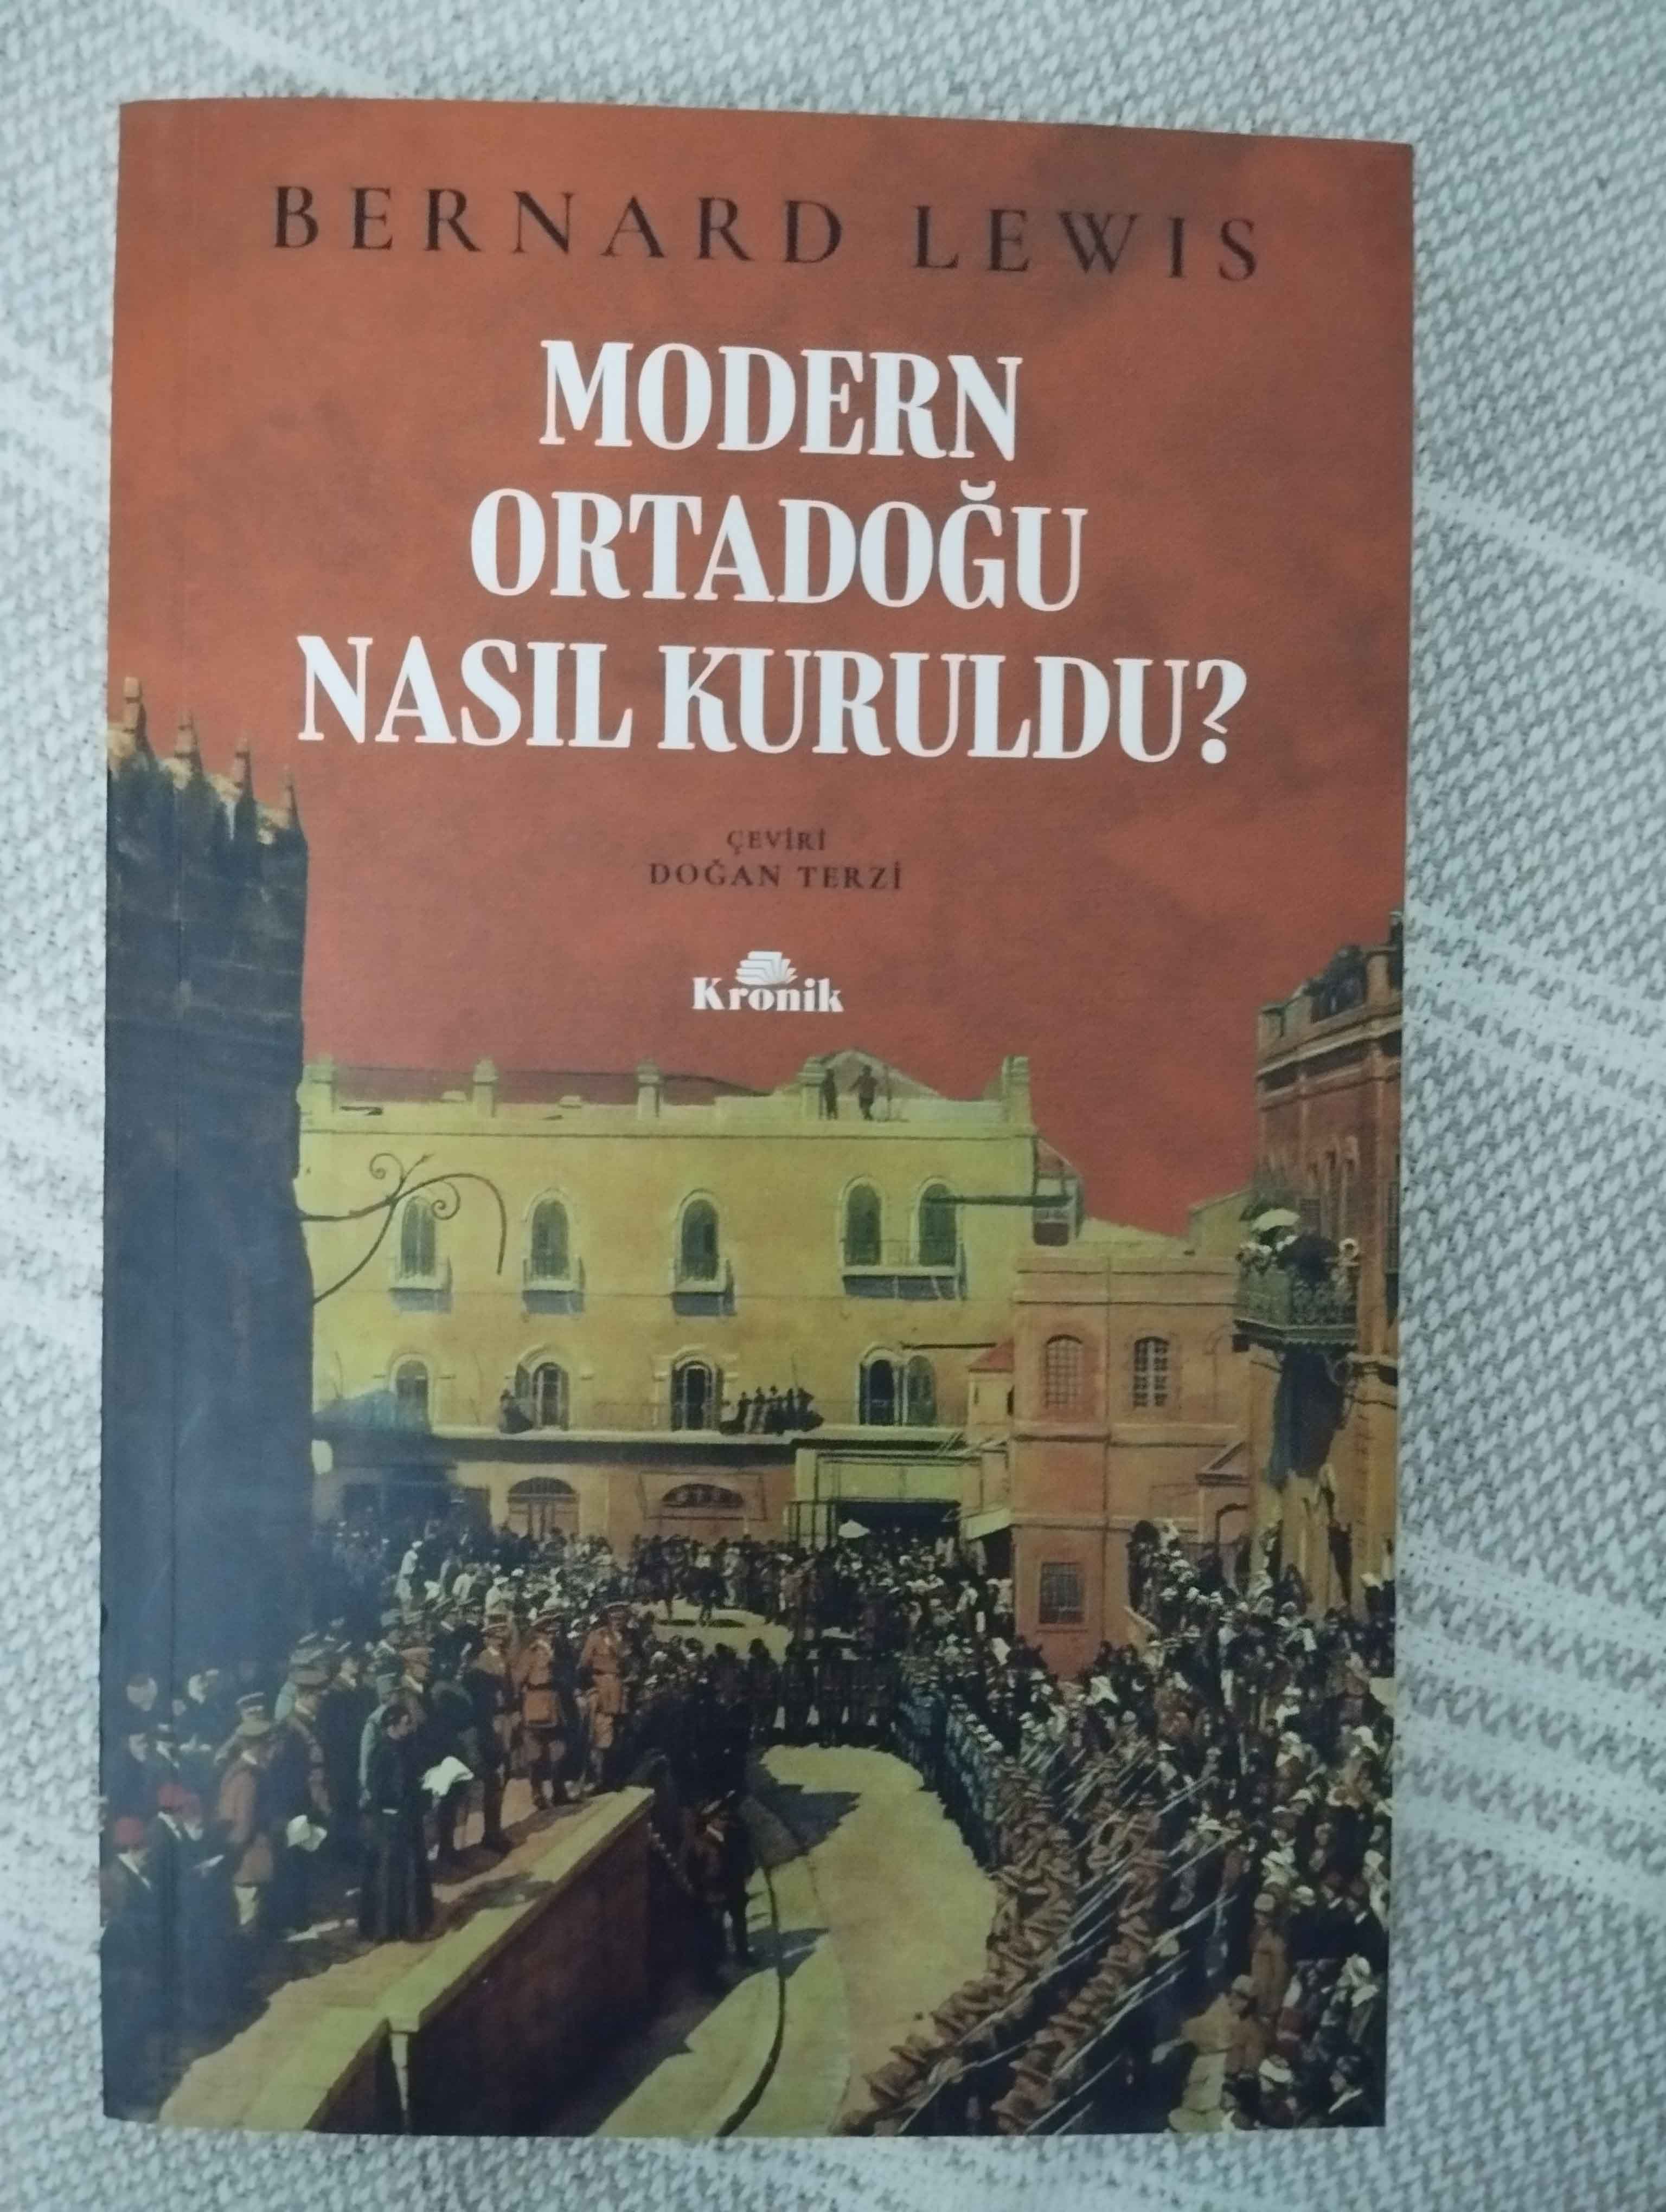 BERNARD LEWIS
MODERN
ORTADOĞU
NASIL KURULDU?
ÇEVİRİ
DOĞAN TERZİ
Kronik